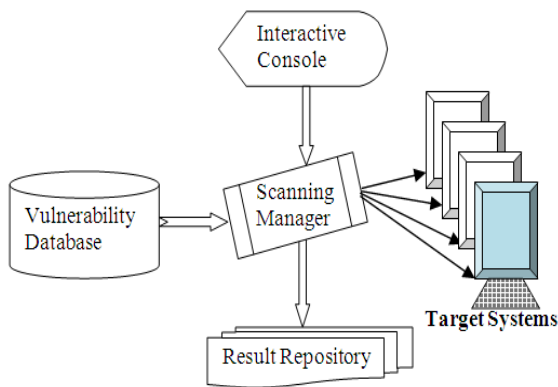 Interactive
Console
Vulnerability
Database
Scanning
Manager
Target Systems
Result Repository